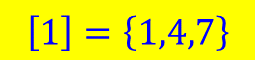 [1] = {1,4,7}